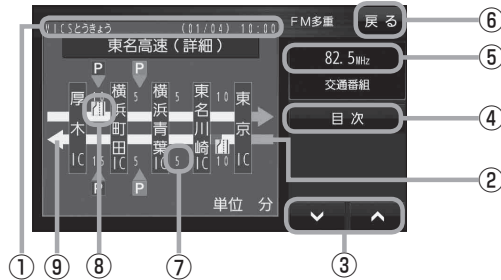 VICSとうきょう (01/04) 10:00
FM多重
戻る
東名高速(詳細)
82.5MHz
交通番組
目次
P P
厚木IC 横浜町田IC 5 横浜青葉IC 5 東名川崎IC 10 東京
15 5 5 10
P P
単位 分
① ⑨ ⑧ ⑦ ③ ② ④ ⑤ ⑥